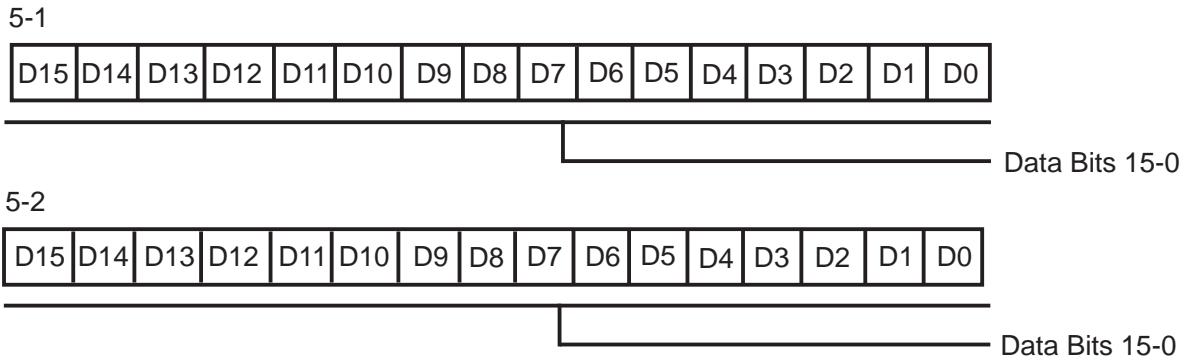 5-1
D15 D14 D13 D12 D11 D10 D9 D8 D7 D6 D5 D4 D3 D2 D1 D0
Data Bits 15-0
5-2
D15 D14 D13 D12 D11 D10 D9 D8 D7 D6 D5 D4 D3 D2 D1 D0
Data Bits 15-0